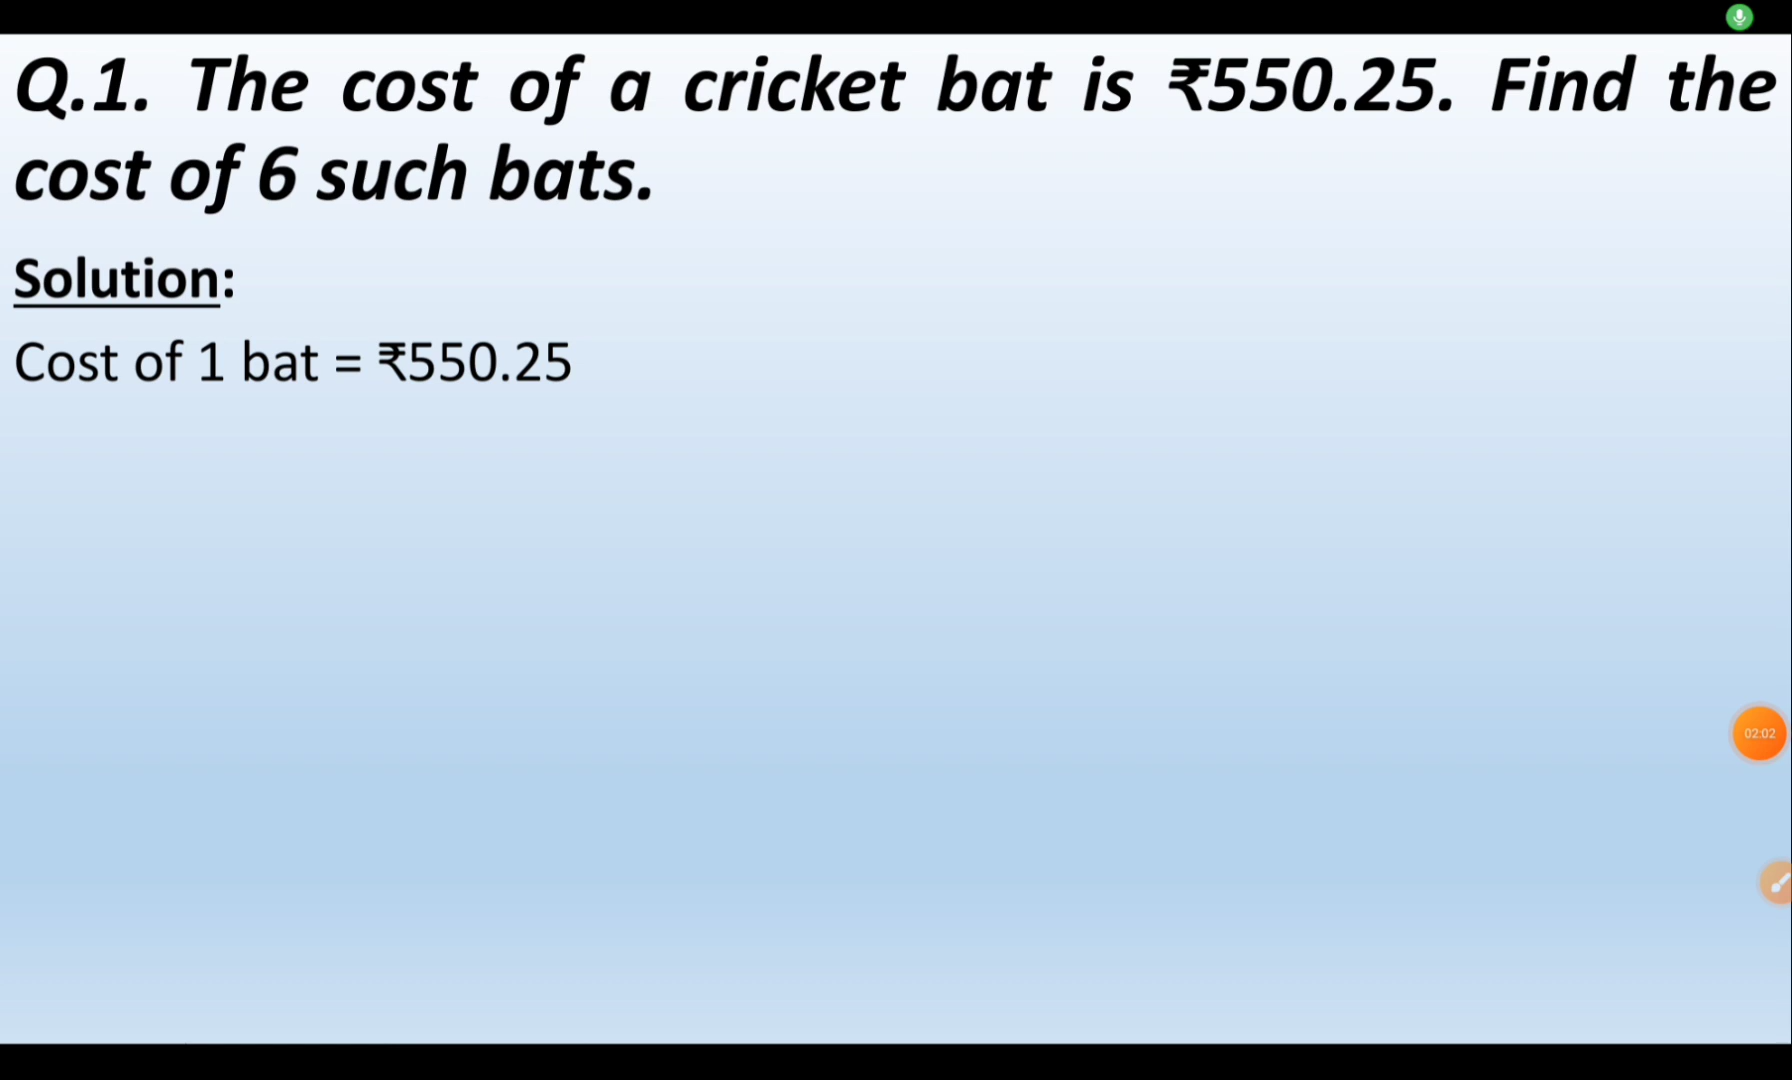 Q.1. The cost of a cricket bat is ₹550.25. Find the
cost of 6 such bats.
Solution:
Cost of 1 bat = ₹550.25
02:02